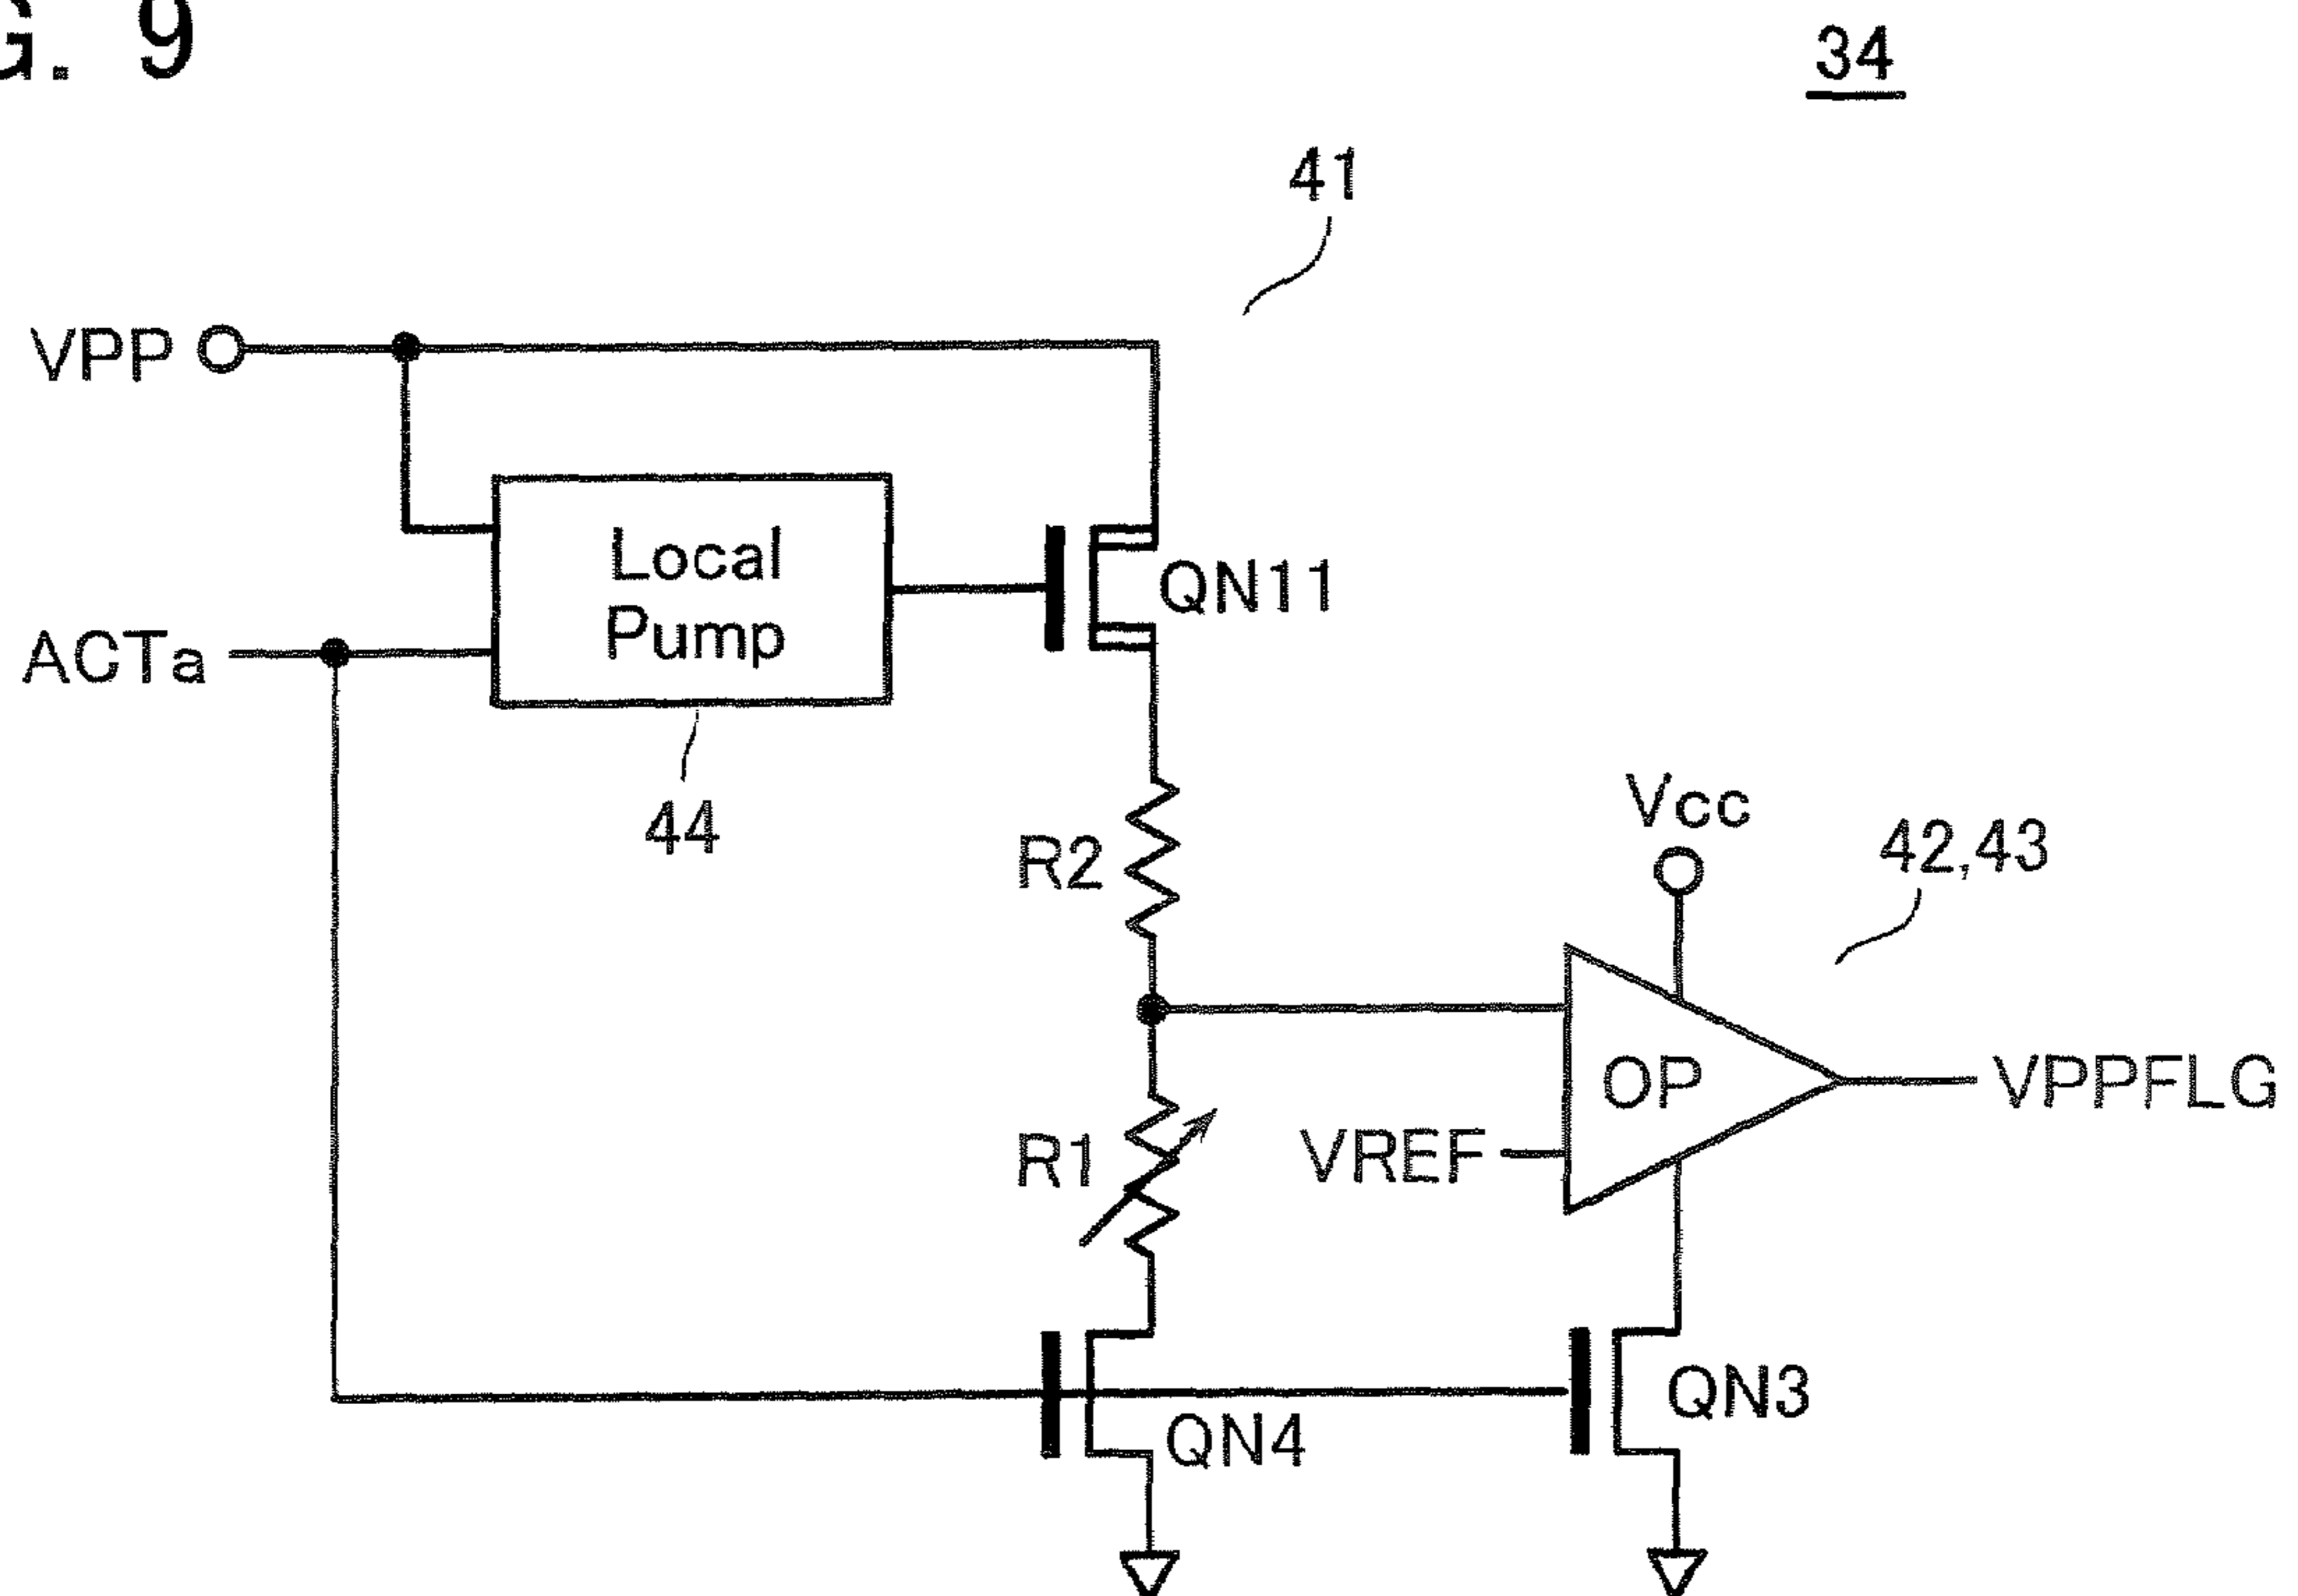 G. 9
34
41
VPP
Local
Pump
QN11
ACTa
44
Vcc
R2
42,43
OP
VPPFLG
R1
VREF
QN3
QN4